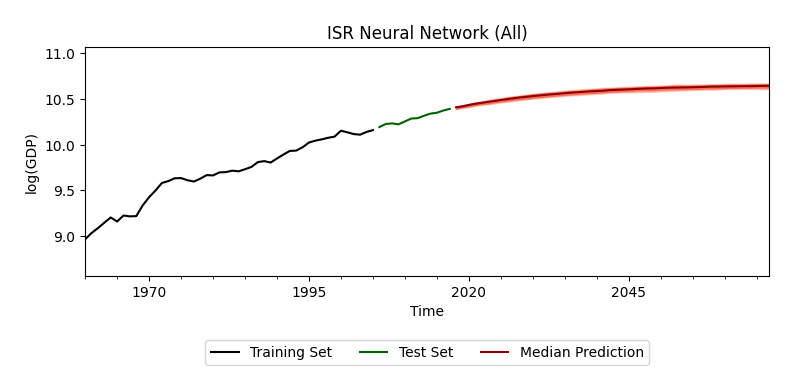 ISR Neural Network (All)
11.0
10.5
10.0
9.5
9.0
log(GDP)
1970 1995 2020 2045
Time
Training Set Test Set Median Prediction